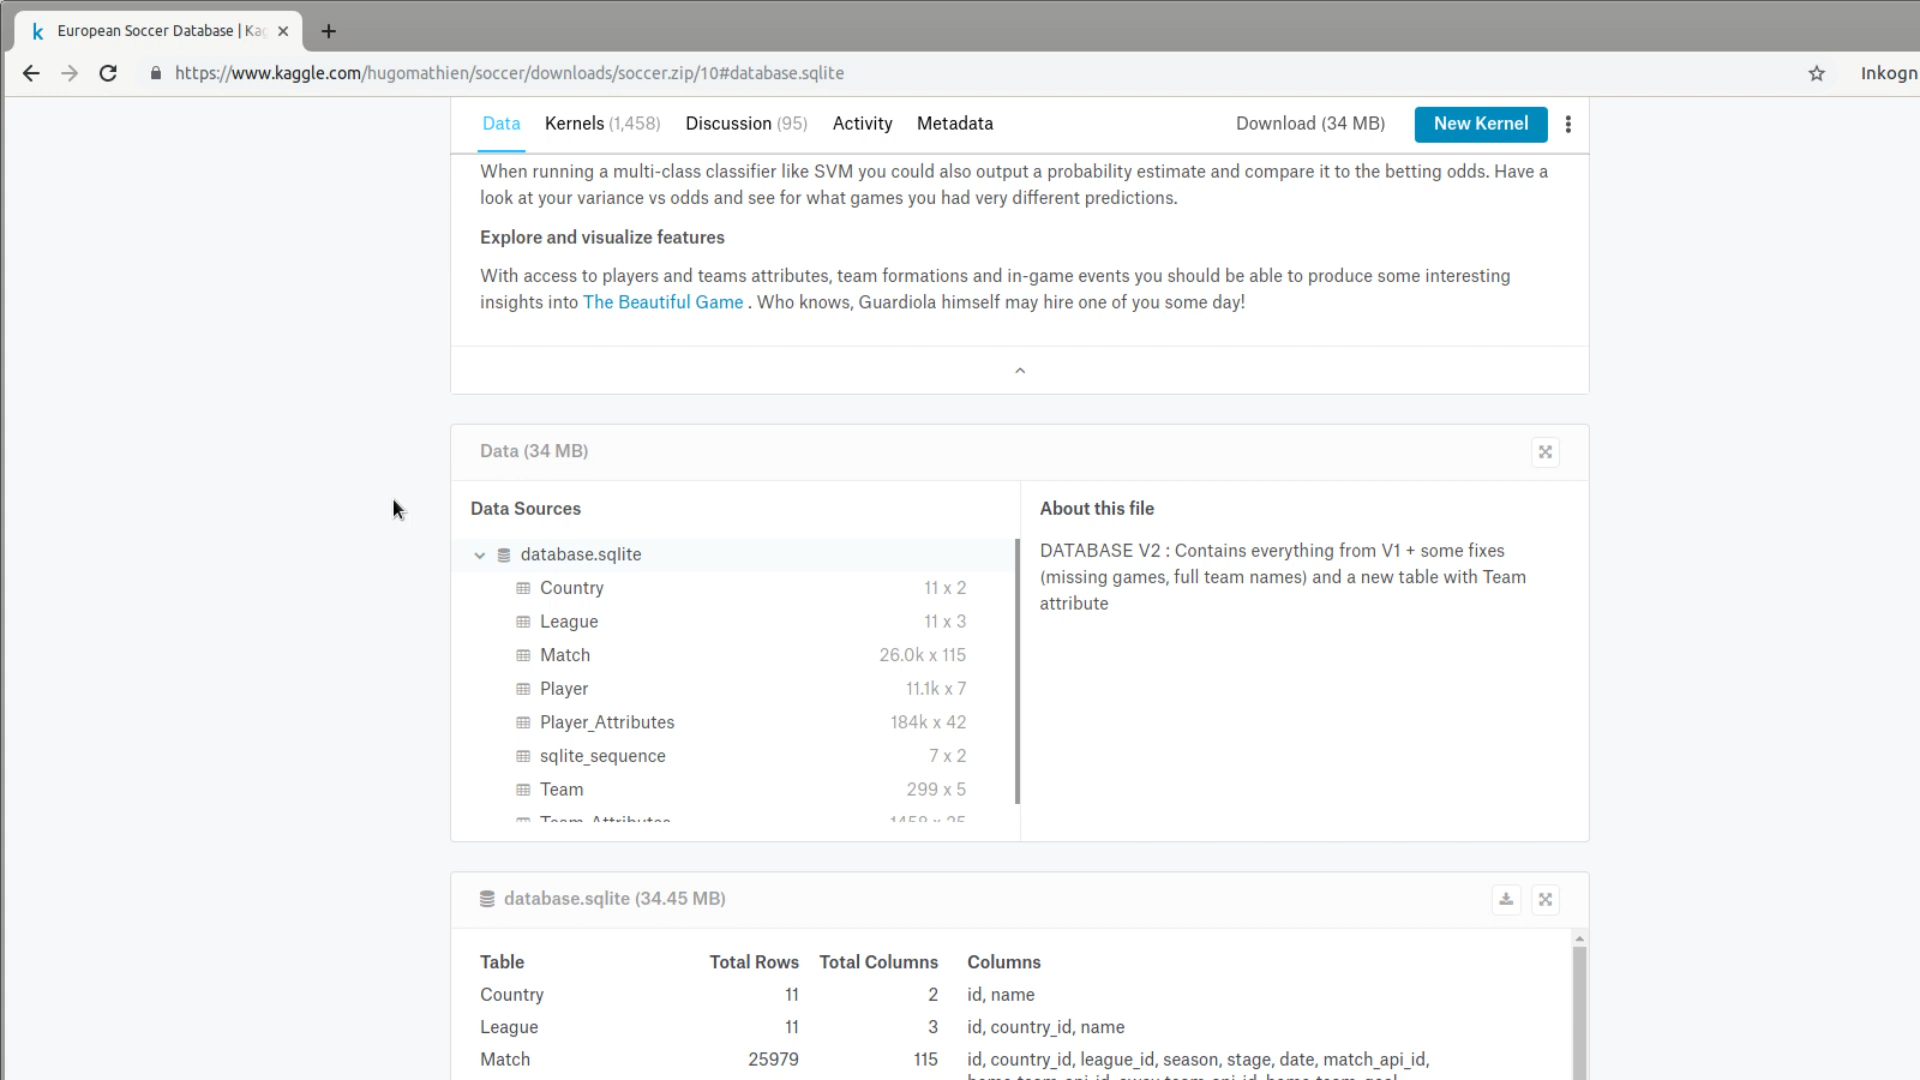 European Soccer Database | Kag
https://www.kaggle.com/hugomathien/soccer/downloads/soccer.zip/10#database.sqlite
Inkogn
Data Kernels (1,458) Discussion (95) Activity Metadata Download (34 MB) New Kernel
When running a multi-class classifier like SVM you could also output a probability estimate and compare it to the betting odds. Have a
look at your variance vs odds and see for what games you had very different predictions.
Explore and visualize features
With access to players and teams attributes, team formations and in-game events you should be able to produce some interesting
insights into The Beautiful Game . Who knows, Guardiola himself may hire one of you some day!
Data (34 MB)
Data Sources
database.sqlite
Country 11 x 2
League 11 x 3
Match 26.0k x 115
Player 11.1k x 7
Player_Attributes 184k x 42
sqlite_sequence 7 x 2
Team 299 x 5
Team_Attributes 1458 x 25
About this file
DATABASE V2 : Contains everything from V1 + some fixes
(missing games, full team names) and a new table with Team
attribute
database.sqlite (34.45 MB)
Table Total Rows Total Columns Columns
Country 11 2 id, name
League 11 3 id, country_id, name
Match 25979 115 id, country_id, league_id, season, stage, date, match_api_id,
home_team_api_id, away_team_api_id, home_team_goal,